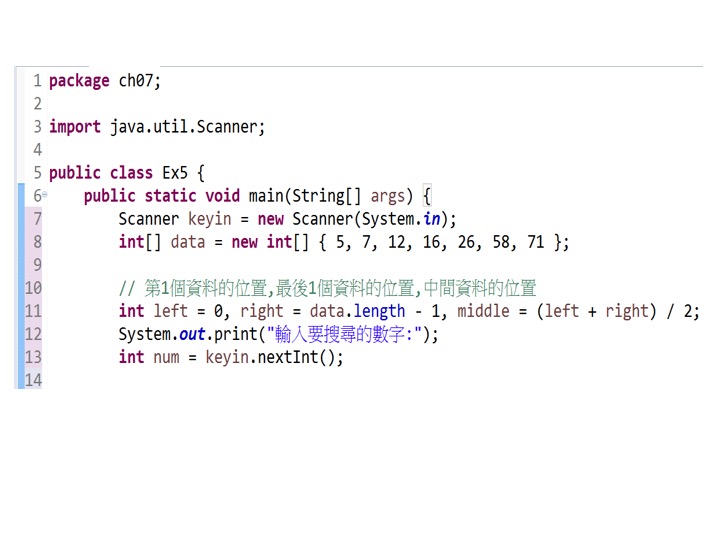 1 package ch07;
2
3 import java.util.Scanner;
4
5 public class Ex5 {
6     public static void main(String[] args) {
7         Scanner keyin = new Scanner(System.in);
8         int[] data = new int[] { 5, 7, 12, 16, 26, 58, 71 };
9
10         // 第1個資料的位置,最後1個資料的位置,中間資料的位置
11         int left = 0, right = data.length - 1, middle = (left + right) / 2;
12         System.out.print("輸入要搜尋的數字:");
13         int num = keyin.nextInt();
14